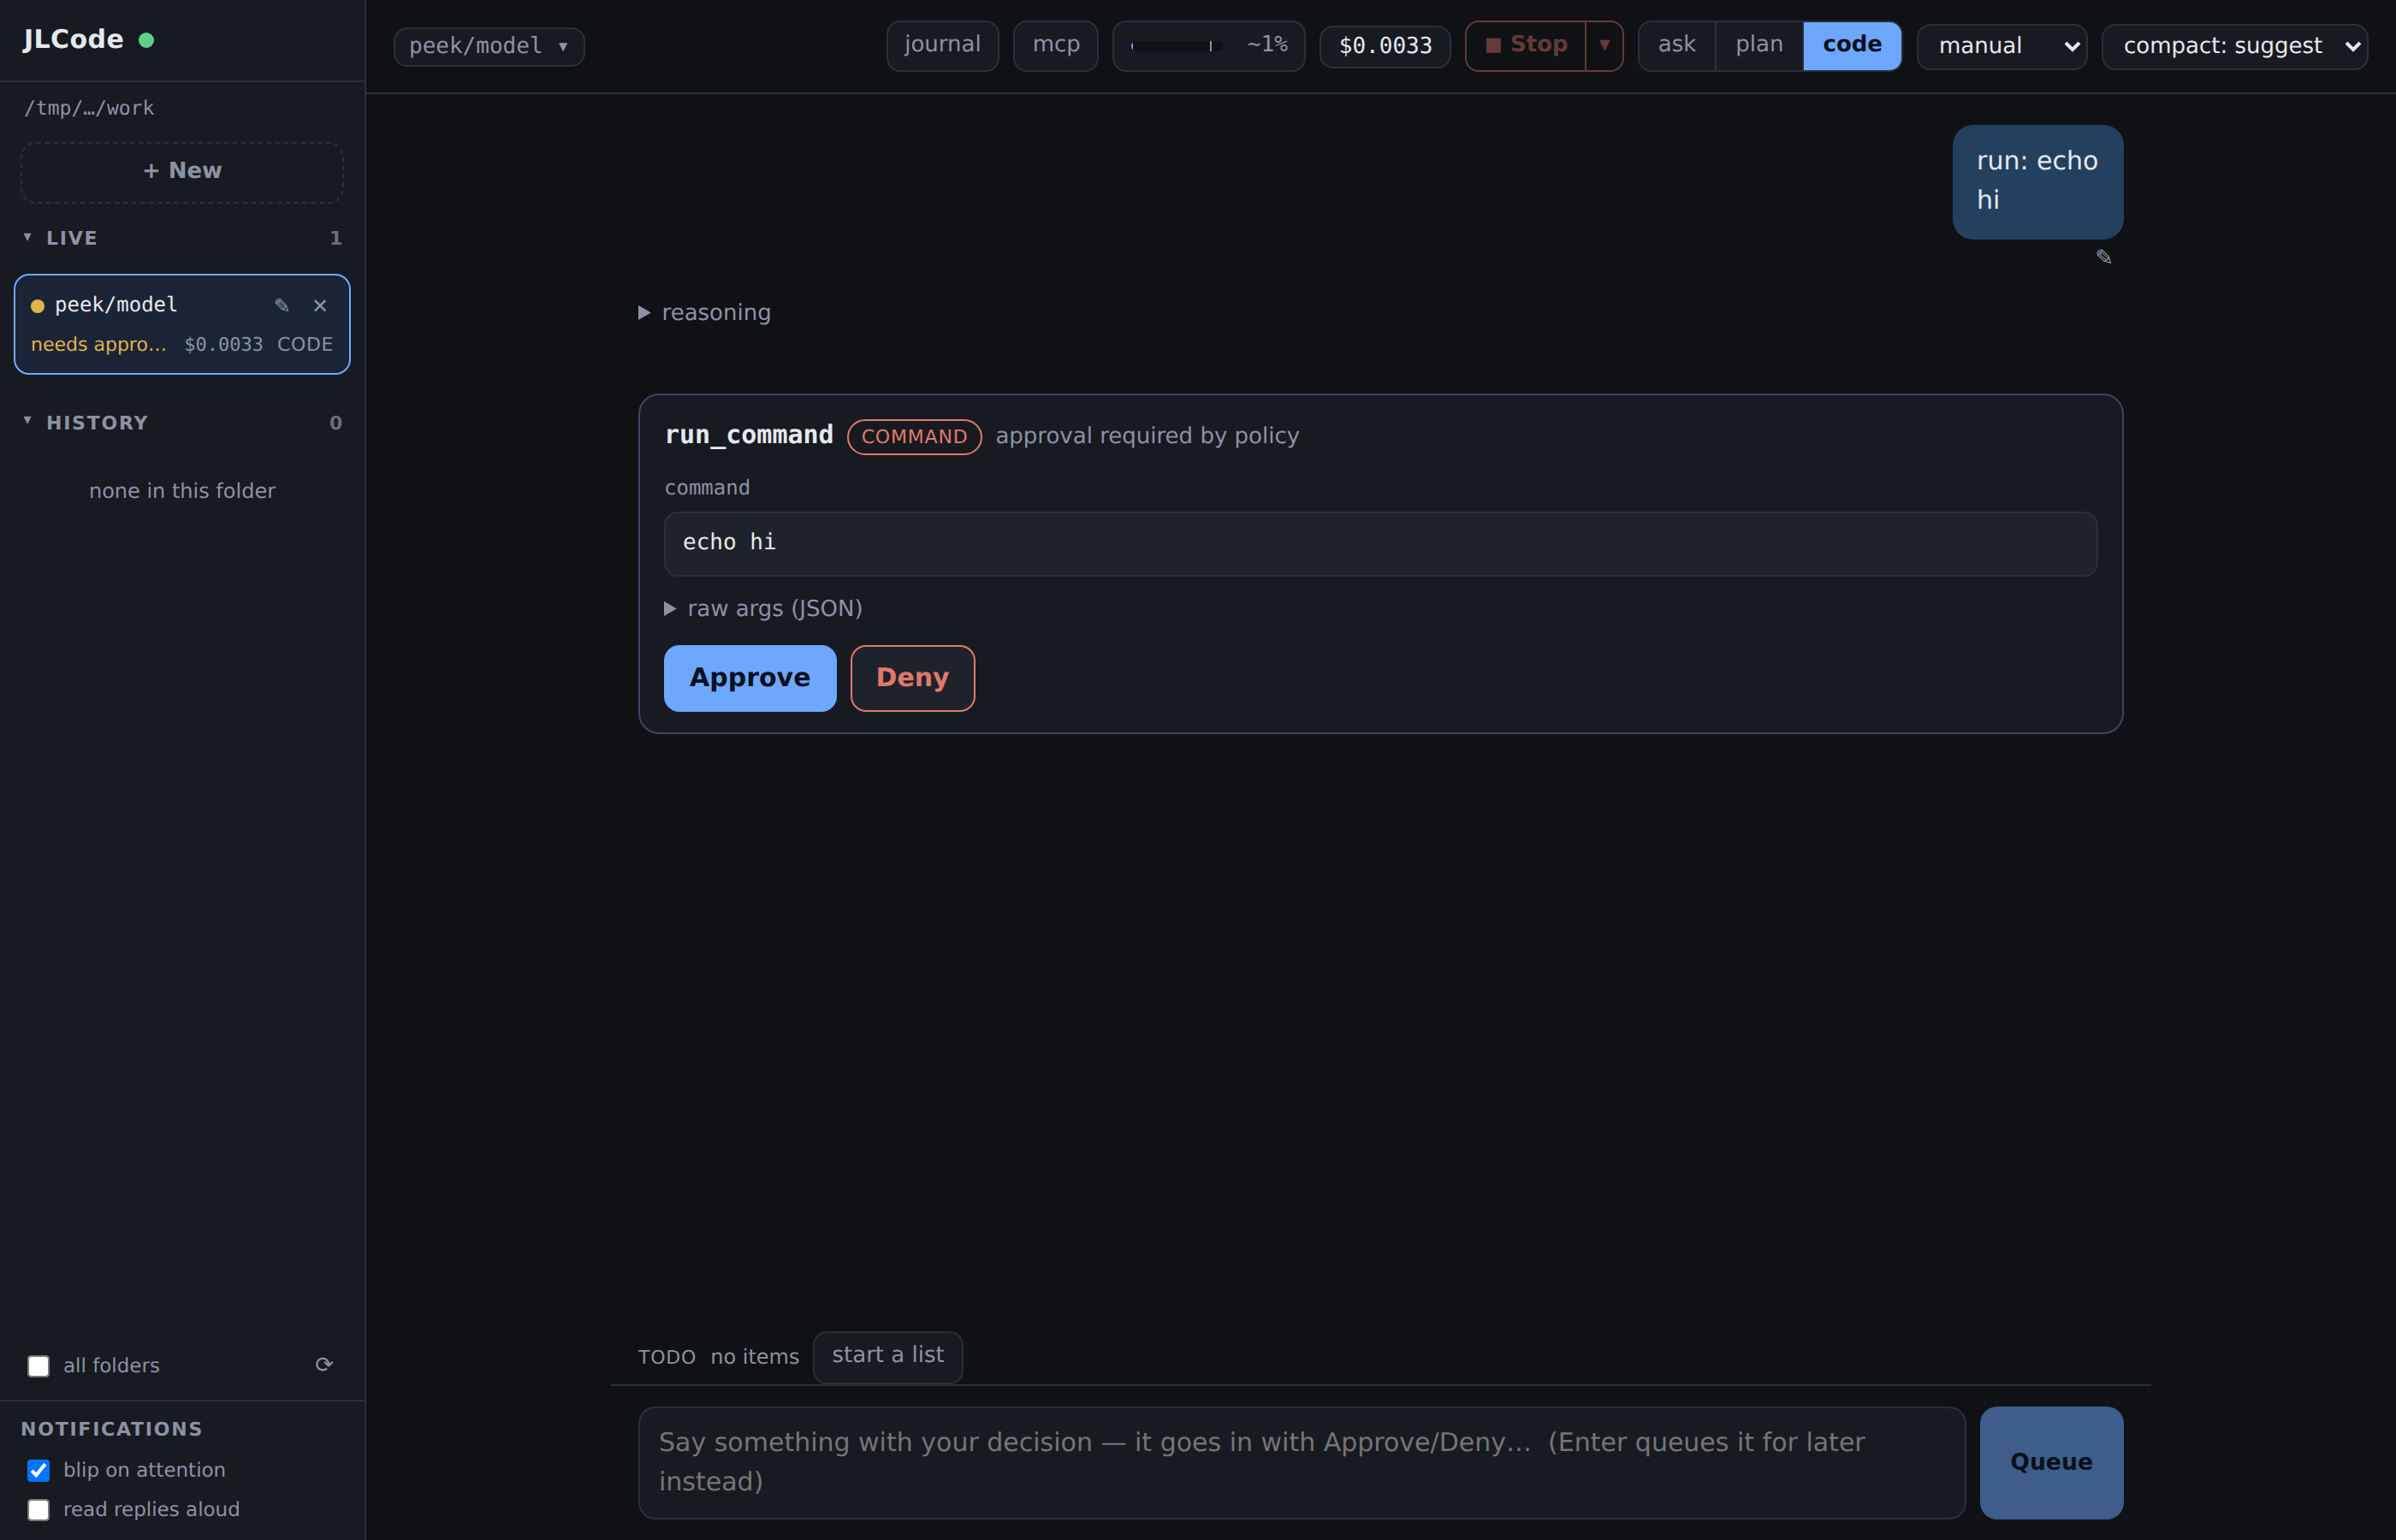 JLCode
/tmp/…/work
+ New
▾ LIVE 1
peek/model ✎ ✕
needs appro… $0.0033 CODE
▾ HISTORY 0
none in this folder
all folders ⟳
NOTIFICATIONS
blip on attention
read replies aloud
peek/model ▾ journal mcp ~1% $0.0033 ■ Stop ▾ ask plan code manual compact: suggest
run: echo
hi
✎
▶ reasoning
run_command COMMAND approval required by policy
command
echo hi
▶ raw args (JSON)
Approve Deny
TODO no items start a list
Say something with your decision — it goes in with Approve/Deny… (Enter queues it for later
instead)
Queue